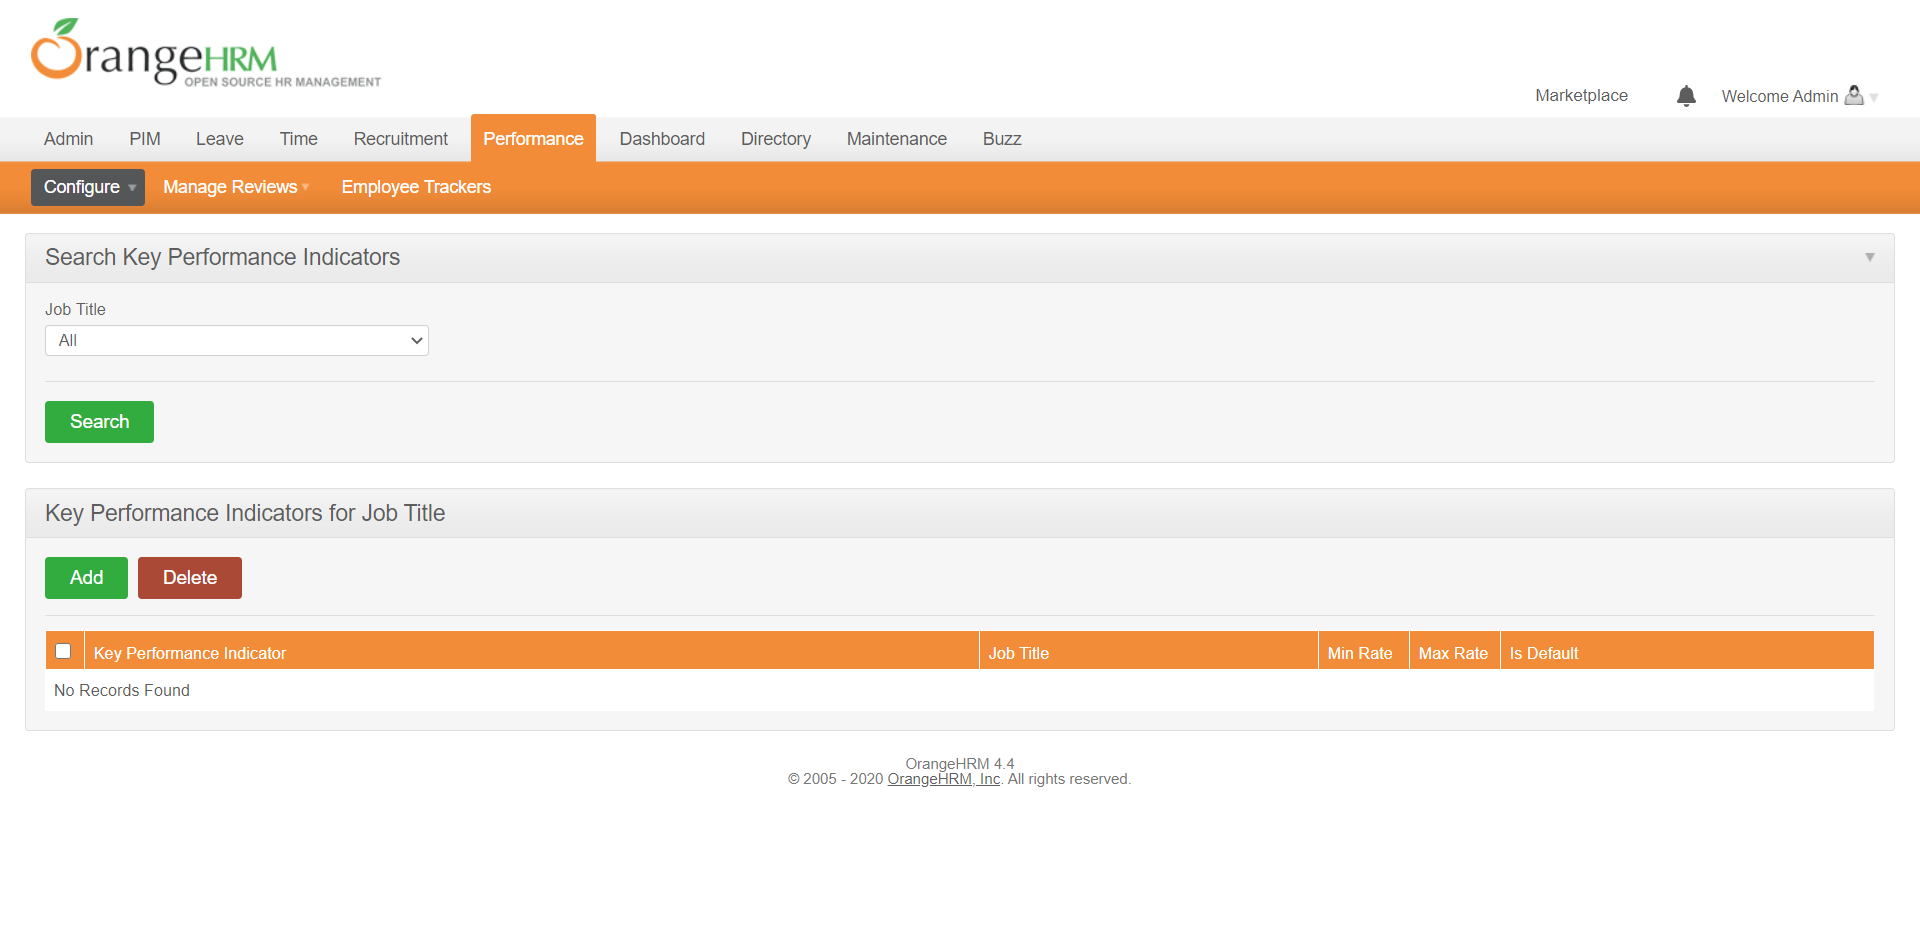 OrangeHRM
OPEN SOURCE HR MANAGEMENT
Marketplace
Welcome Admin
Admin PIM Leave Time Recruitment Performance Dashboard Directory Maintenance Buzz
Configure Manage Reviews Employee Trackers
Search Key Performance Indicators
Job Title
All
Search
Key Performance Indicators for Job Title
Add Delete
Key Performance Indicator Job Title Min Rate Max Rate Is Default
No Records Found
OrangeHRM 4.4
© 2005 - 2020 OrangeHRM, Inc. All rights reserved.